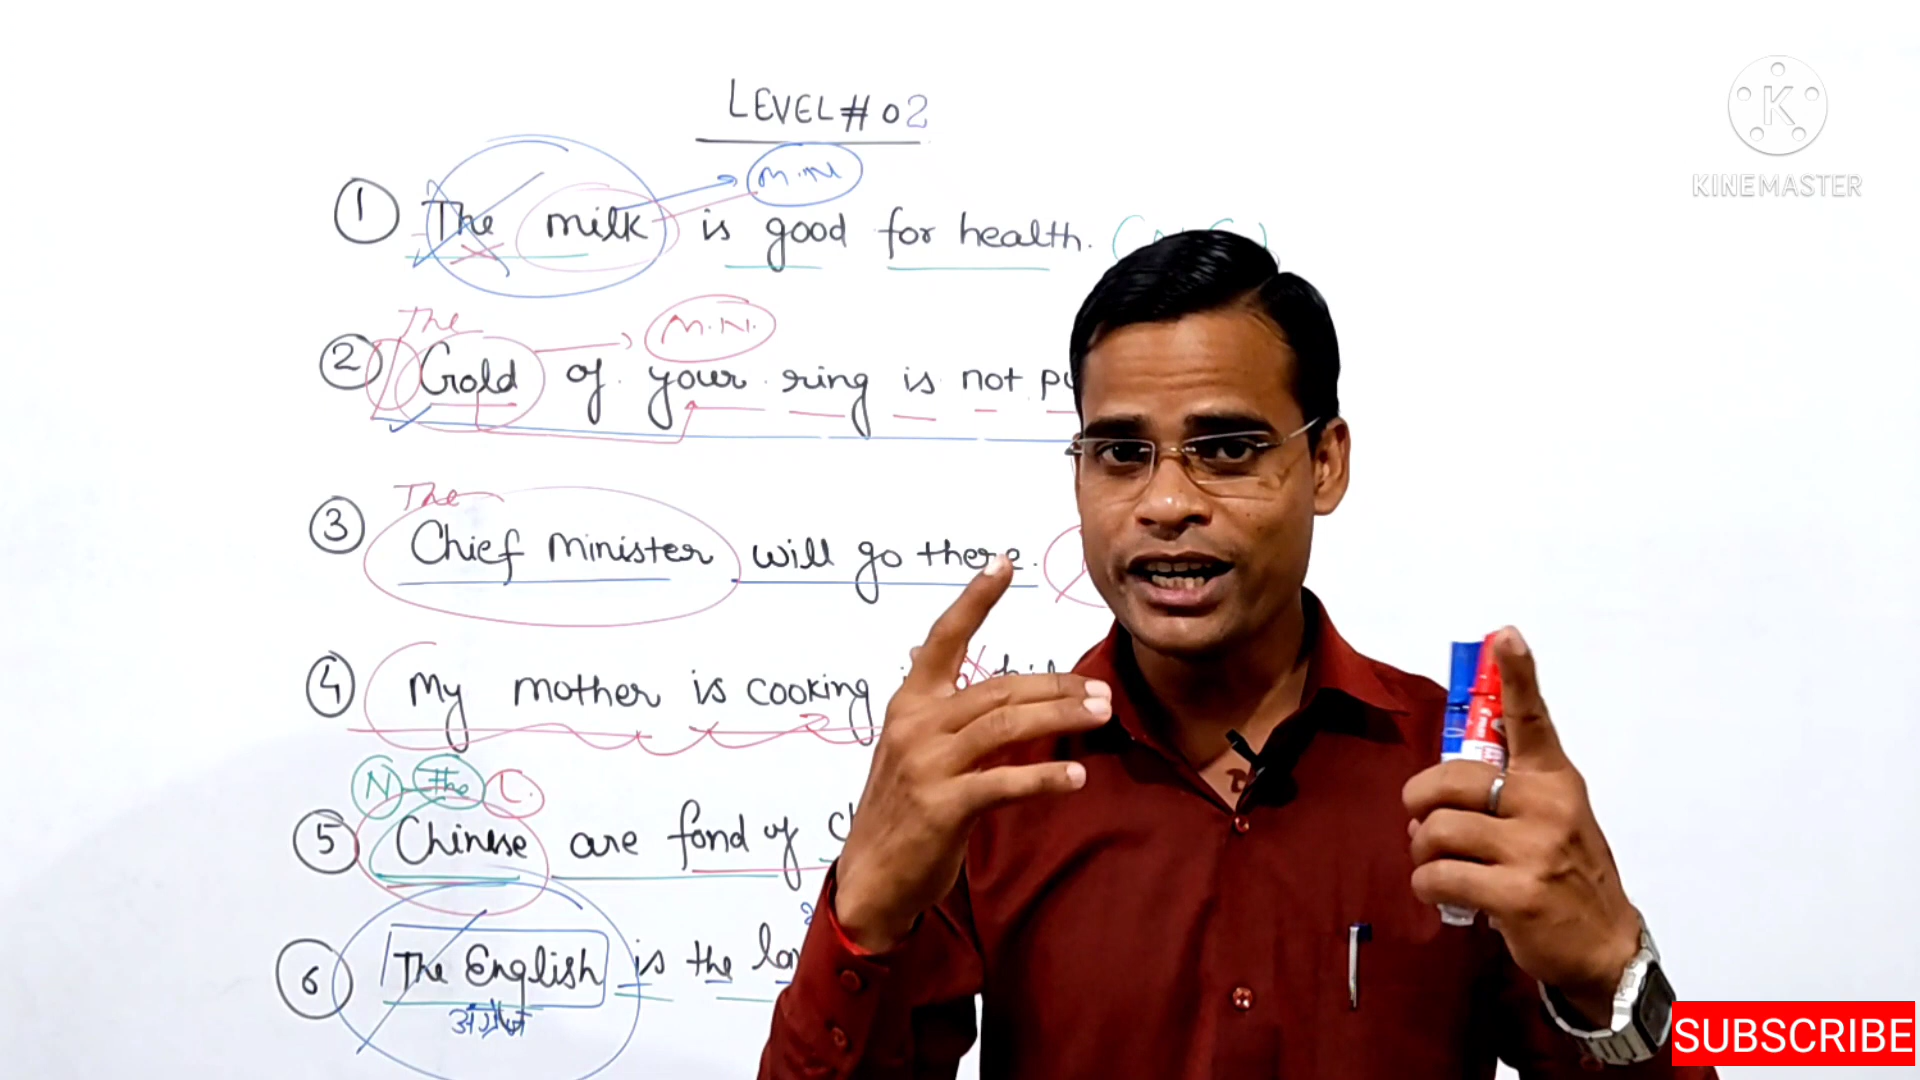 LEVEL # 02
M.N.
① The milk is good for health.
The
M.N.
② Gold of your ring is not
The
③ Chief Minister will go there.
④ My mother is cooking
N the C
⑤ Chinese are fond of
⑥ The English is the
K
KINEMASTER
SUBSCRIBE